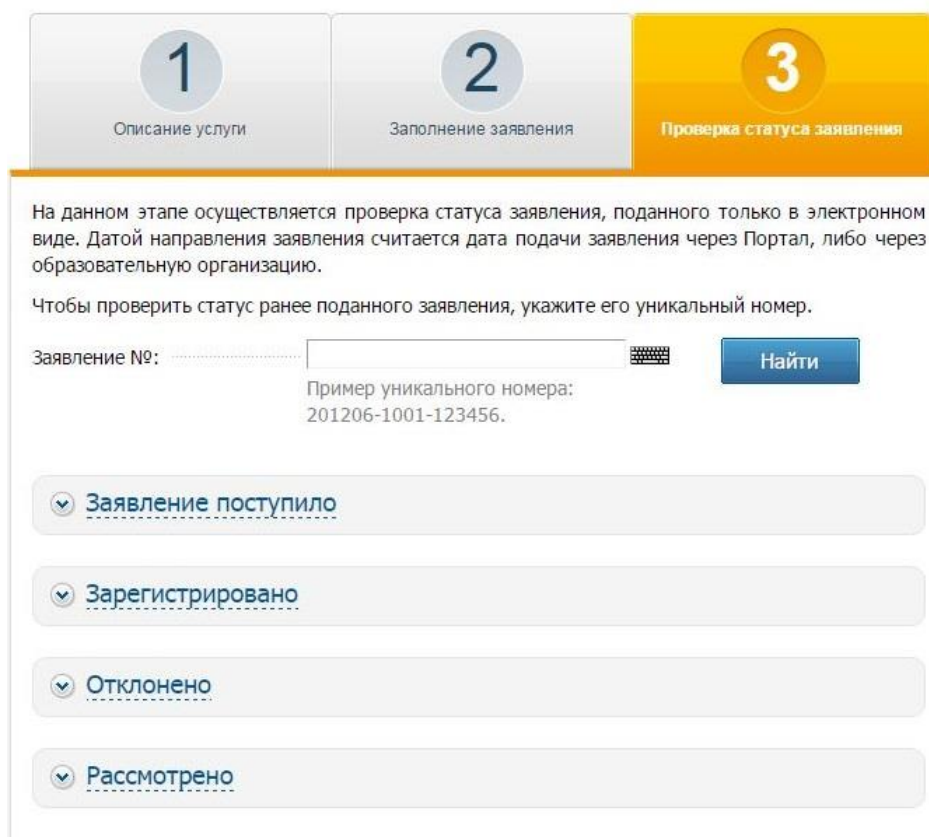 1
Описание услуги
2
Заполнение заявления
3
Проверка статуса заявления
На данном этапе осуществляется проверка статуса заявления, поданного только в электронном
виде. Датой направления заявления считается дата подачи заявления через Портал, либо через
образовательную организацию.
Чтобы проверить статус ранее поданного заявления, укажите его уникальный номер.
Заявление №:
Найти
Пример уникального номера:
201206-1001-123456.
Заявление поступило
Зарегистрировано
Отклонено
Рассмотрено